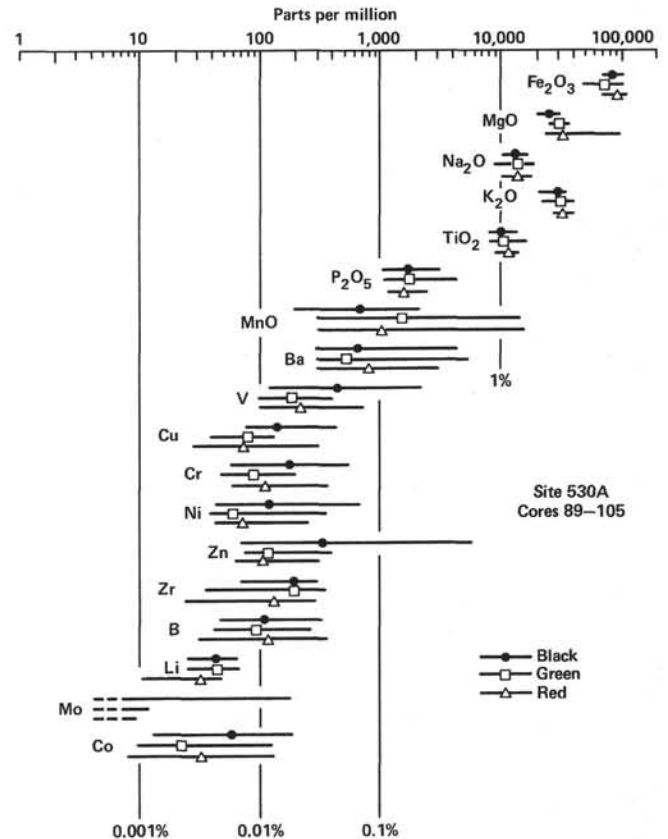 Parts per million
1 10 100 1,000 10,000 100,000
Fe2O3
MgO
Na2O
K2O
TiO2
P2O5
MnO
Ba
1%
V
Cu
Cr
Site 530A
Cores 89–105
Ni
Zn
Zr
B
Black
Li
Green
Red
Mo
Co
0.001% 0.01% 0.1%